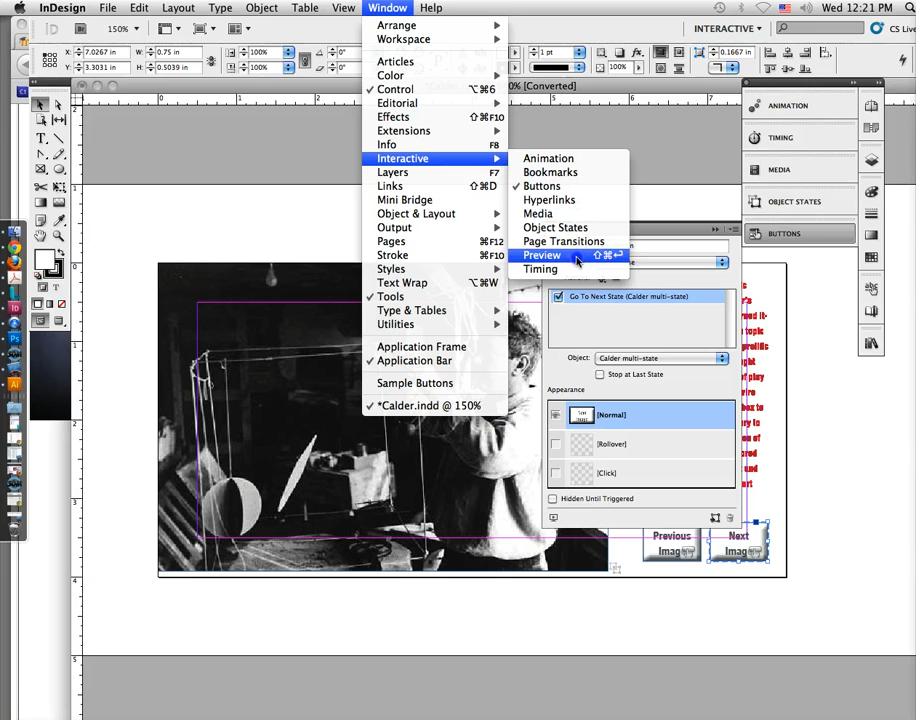 InDesign File Edit Layout Type Object Table View Window Help Wed 12:21 PM
150% INTERACTIVE CS Live
X: 7.0267 in W: 0.75 in 100% 0° 1 pt 0.1667 in
Y: 3.3031 in H: 0.5039 in 100% 0° 100%
% [Converted]
0 1 2 5 6 7
Arrange
Workspace
Articles
Color
✓ Control ⌥⌘6
Editorial
Effects ⇧⌘F10
Extensions
Info F8
Interactive
Layers F7
Links ⇧⌘D
Mini Bridge
Object & Layout
Output
Pages ⌘F12
Stroke ⌘F10
Styles
Text Wrap ⌥⌘W
✓ Tools
Type & Tables
Utilities
Application Frame
✓ Application Bar
Sample Buttons
✓ *Calder.indd @ 150%
Animation
Bookmarks
✓ Buttons
Hyperlinks
Media
Object States
Page Transitions
Preview ⇧⌘↩
Timing
ANIMATION
TIMING
MEDIA
OBJECT STATES
BUTTONS
Go To Next State (Calder multi-state)
Object: Calder multi-state
Stop at Last State
Appearance
[Normal]
[Rollover]
[Click]
Hidden Until Triggered
Previous
Imag
Next
Imag